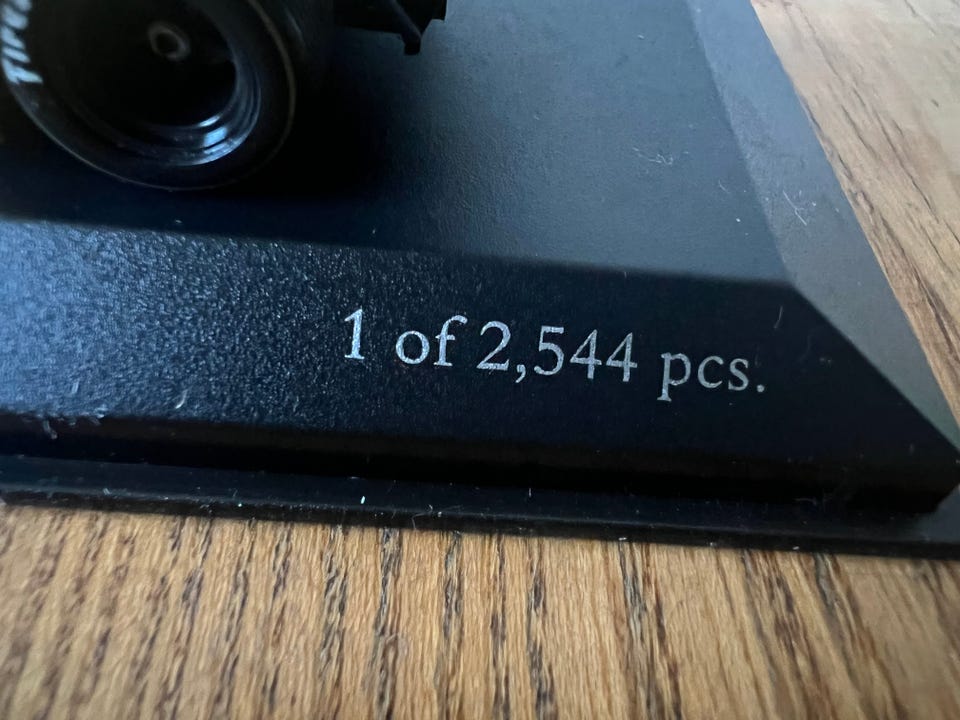 1 of 2,544 pcs.